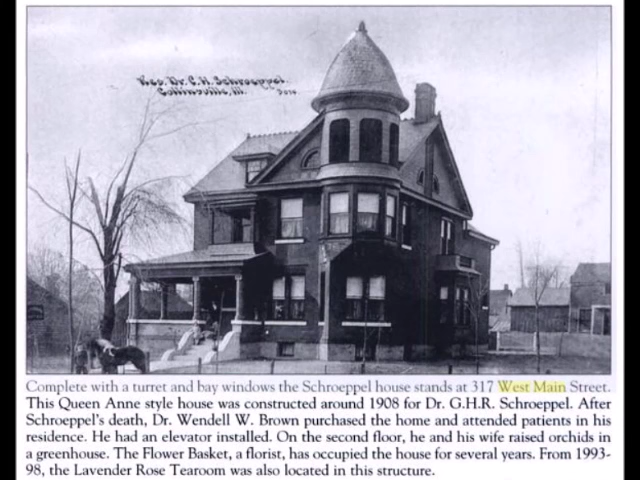 Res. Dr. G.H. Schroeppel
Collinsville, Ill.
Complete with a turret and bay windows the Schroeppel house stands at 317 West Main Street.
This Queen Anne style house was constructed around 1908 for Dr. G.H.R. Schroeppel. After
Schroeppel's death, Dr. Wendell W. Brown purchased the home and attended patients in his
residence. He had an elevator installed. On the second floor, he and his wife raised orchids in
a greenhouse. The Flower Basket, a florist, has occupied the house for several years. From 1993-
98, the Lavender Rose Tearoom was also located in this structure.